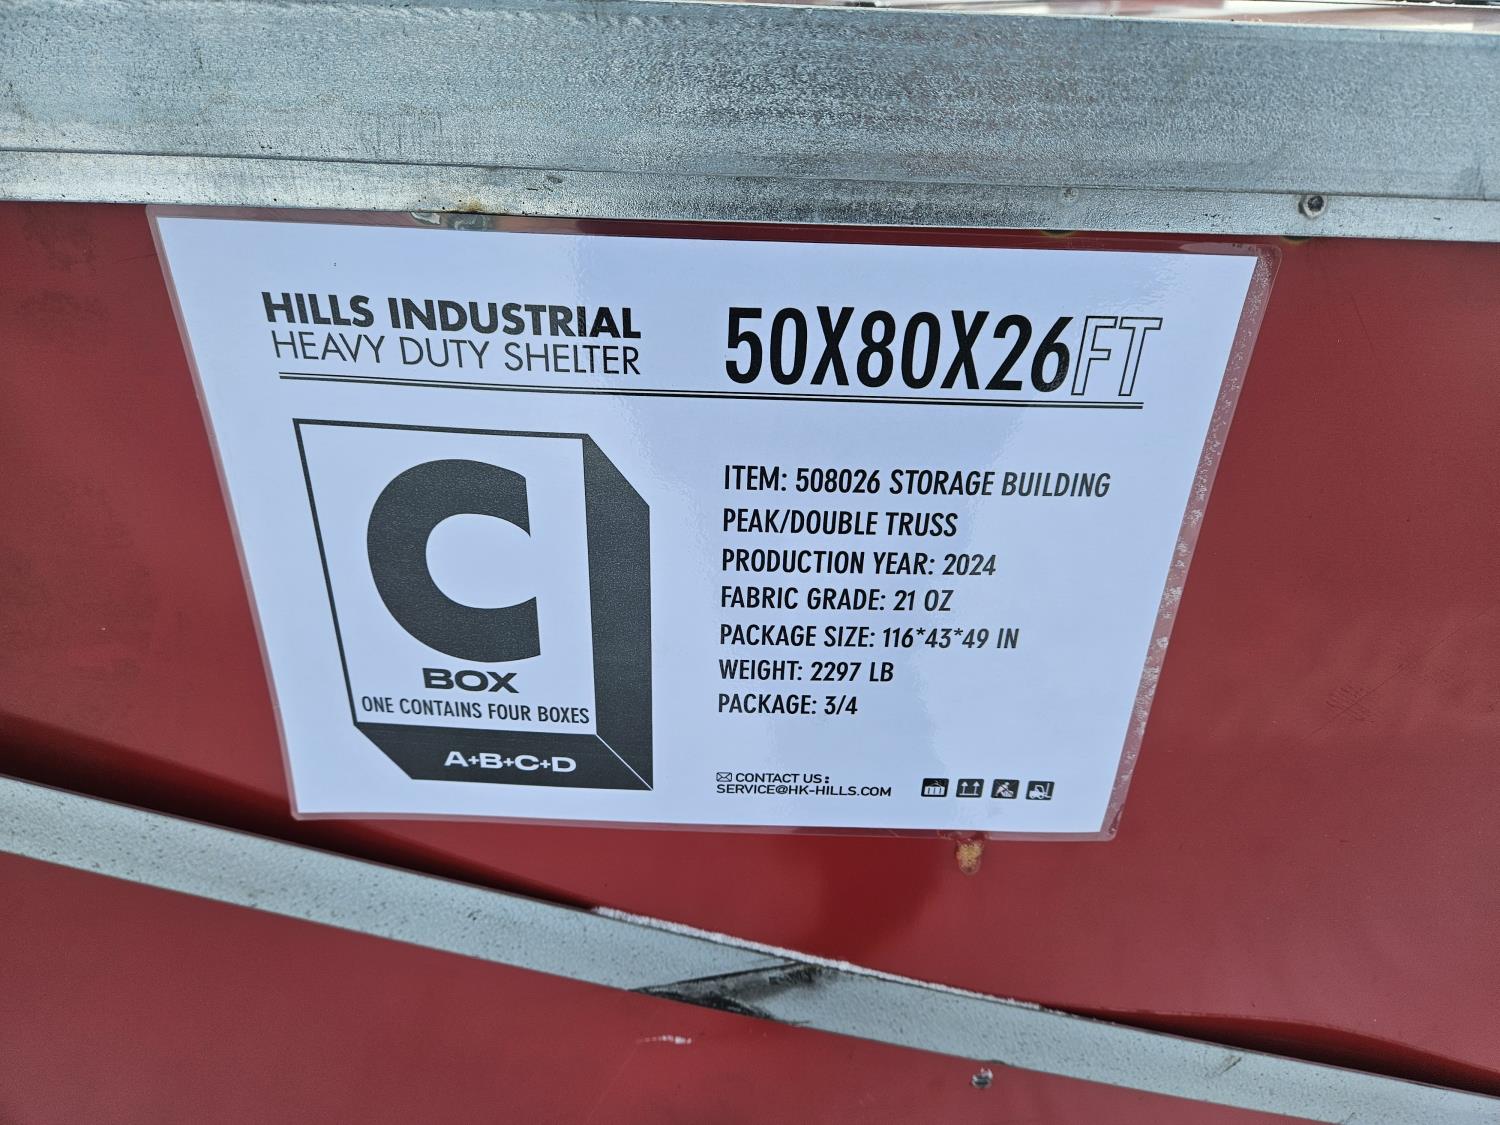 HILLS INDUSTRIAL
HEAVY DUTY SHELTER
50X80X26FT
C
BOX
ONE CONTAINS FOUR BOXES
A+B+C+D
ITEM: 508026 STORAGE BUILDING
PEAK/DOUBLE TRUSS
PRODUCTION YEAR: 2024
FABRIC GRADE: 21 OZ
PACKAGE SIZE: 116*43*49 IN
WEIGHT: 2297 LB
PACKAGE: 3/4
CONTACT US:
SERVICE@HK-HILLS.COM